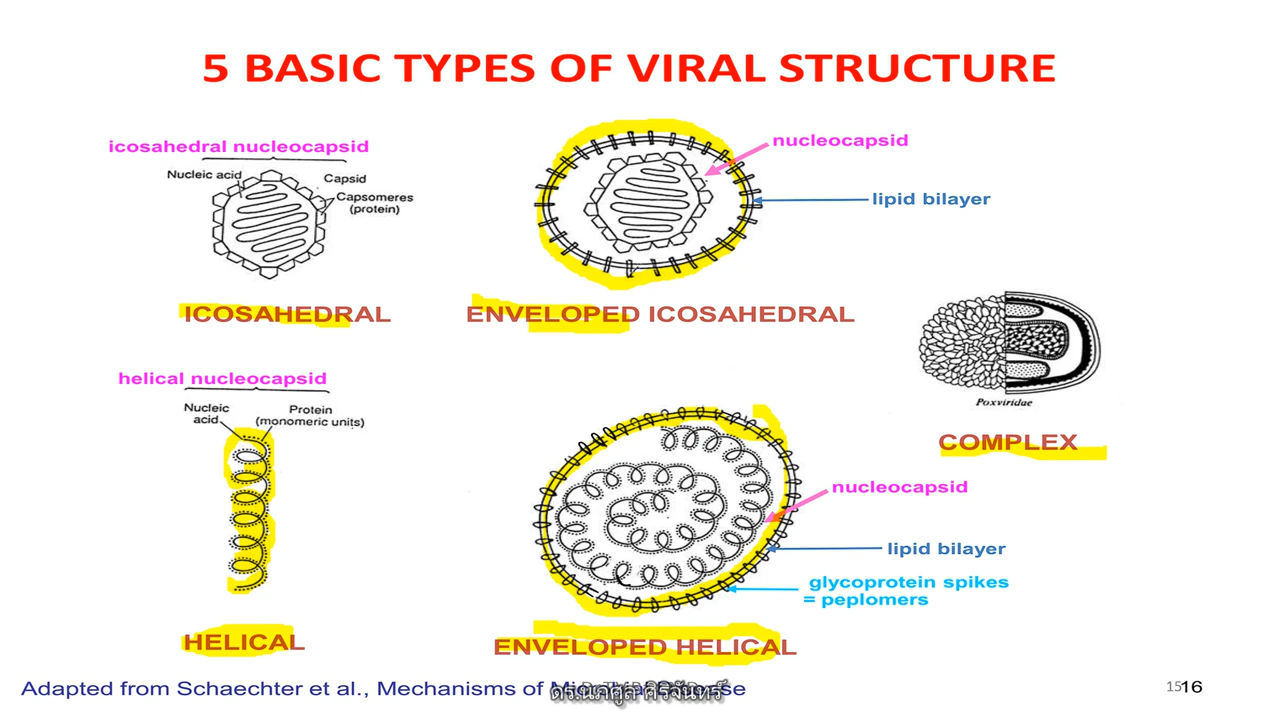 5 BASIC TYPES OF VIRAL STRUCTURE
icosahedral nucleocapsid
Nucleic acid
Capsid
Capsomeres
(protein)
nucleocapsid
lipid bilayer
ICOSAHEDRAL
ENVELOPED ICOSAHEDRAL
Poxviridae
COMPLEX
helical nucleocapsid
Nucleic
acid
Protein
(monomeric units)
nucleocapsid
lipid bilayer
glycoprotein spikes
= peplomers
HELICAL
ENVELOPED HELICAL
Adapted from Schaechter et al., Mechanisms of
15
16